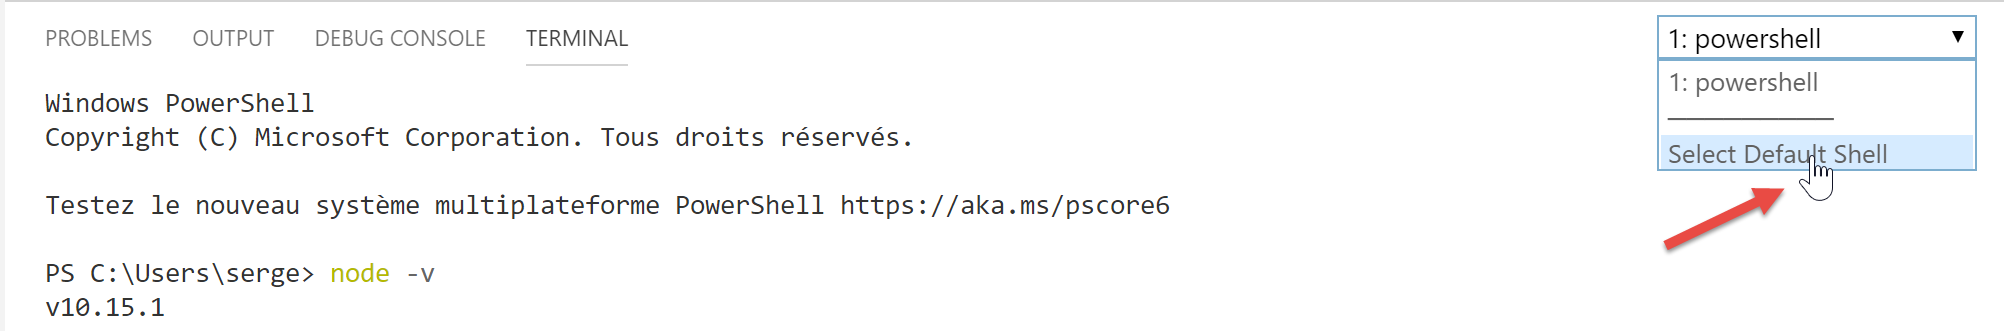 PROBLEMS OUTPUT DEBUG CONSOLE TERMINAL
1: powershell
1: powershell
Select Default Shell
Windows PowerShell
Copyright (C) Microsoft Corporation. Tous droits réservés.
Testez le nouveau système multiplateforme PowerShell https://aka.ms/pscore6
PS C:\Users\serge> node -v
v10.15.1